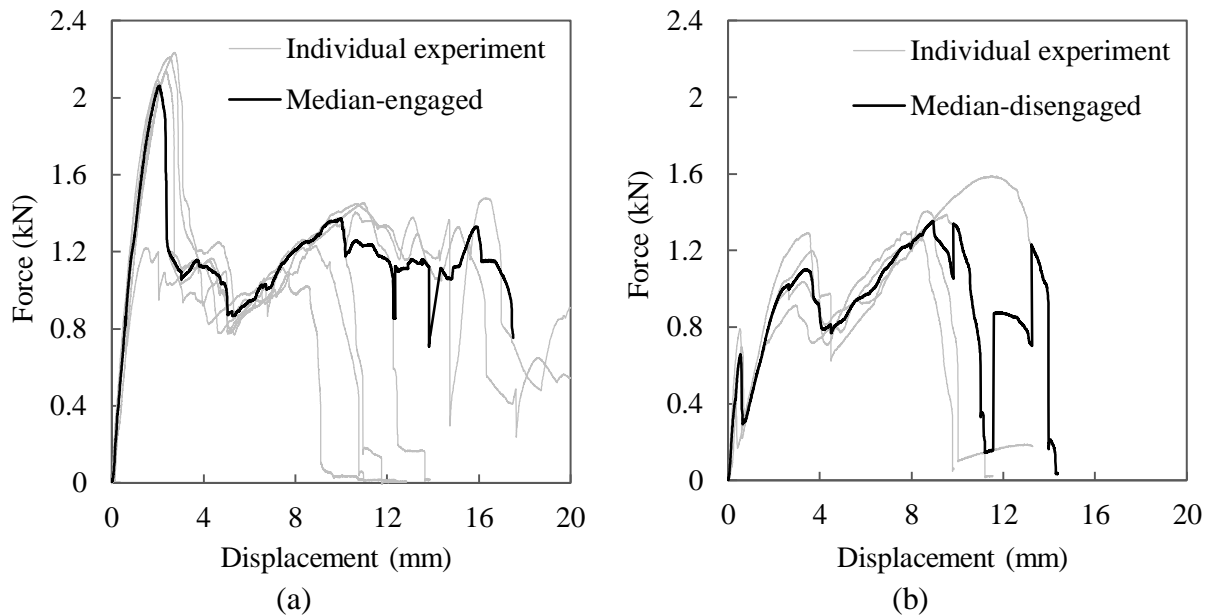 2.4
2
1.6
1.2
0.8
0.4
0
Force (kN)
Individual experiment
Median-engaged
0 4 8 12 16 20
Displacement (mm)
(a)
2.4
2
1.6
1.2
0.8
0.4
0
Force (kN)
Individual experiment
Median-disengaged
0 4 8 12 16 20
Displacement (mm)
(b)